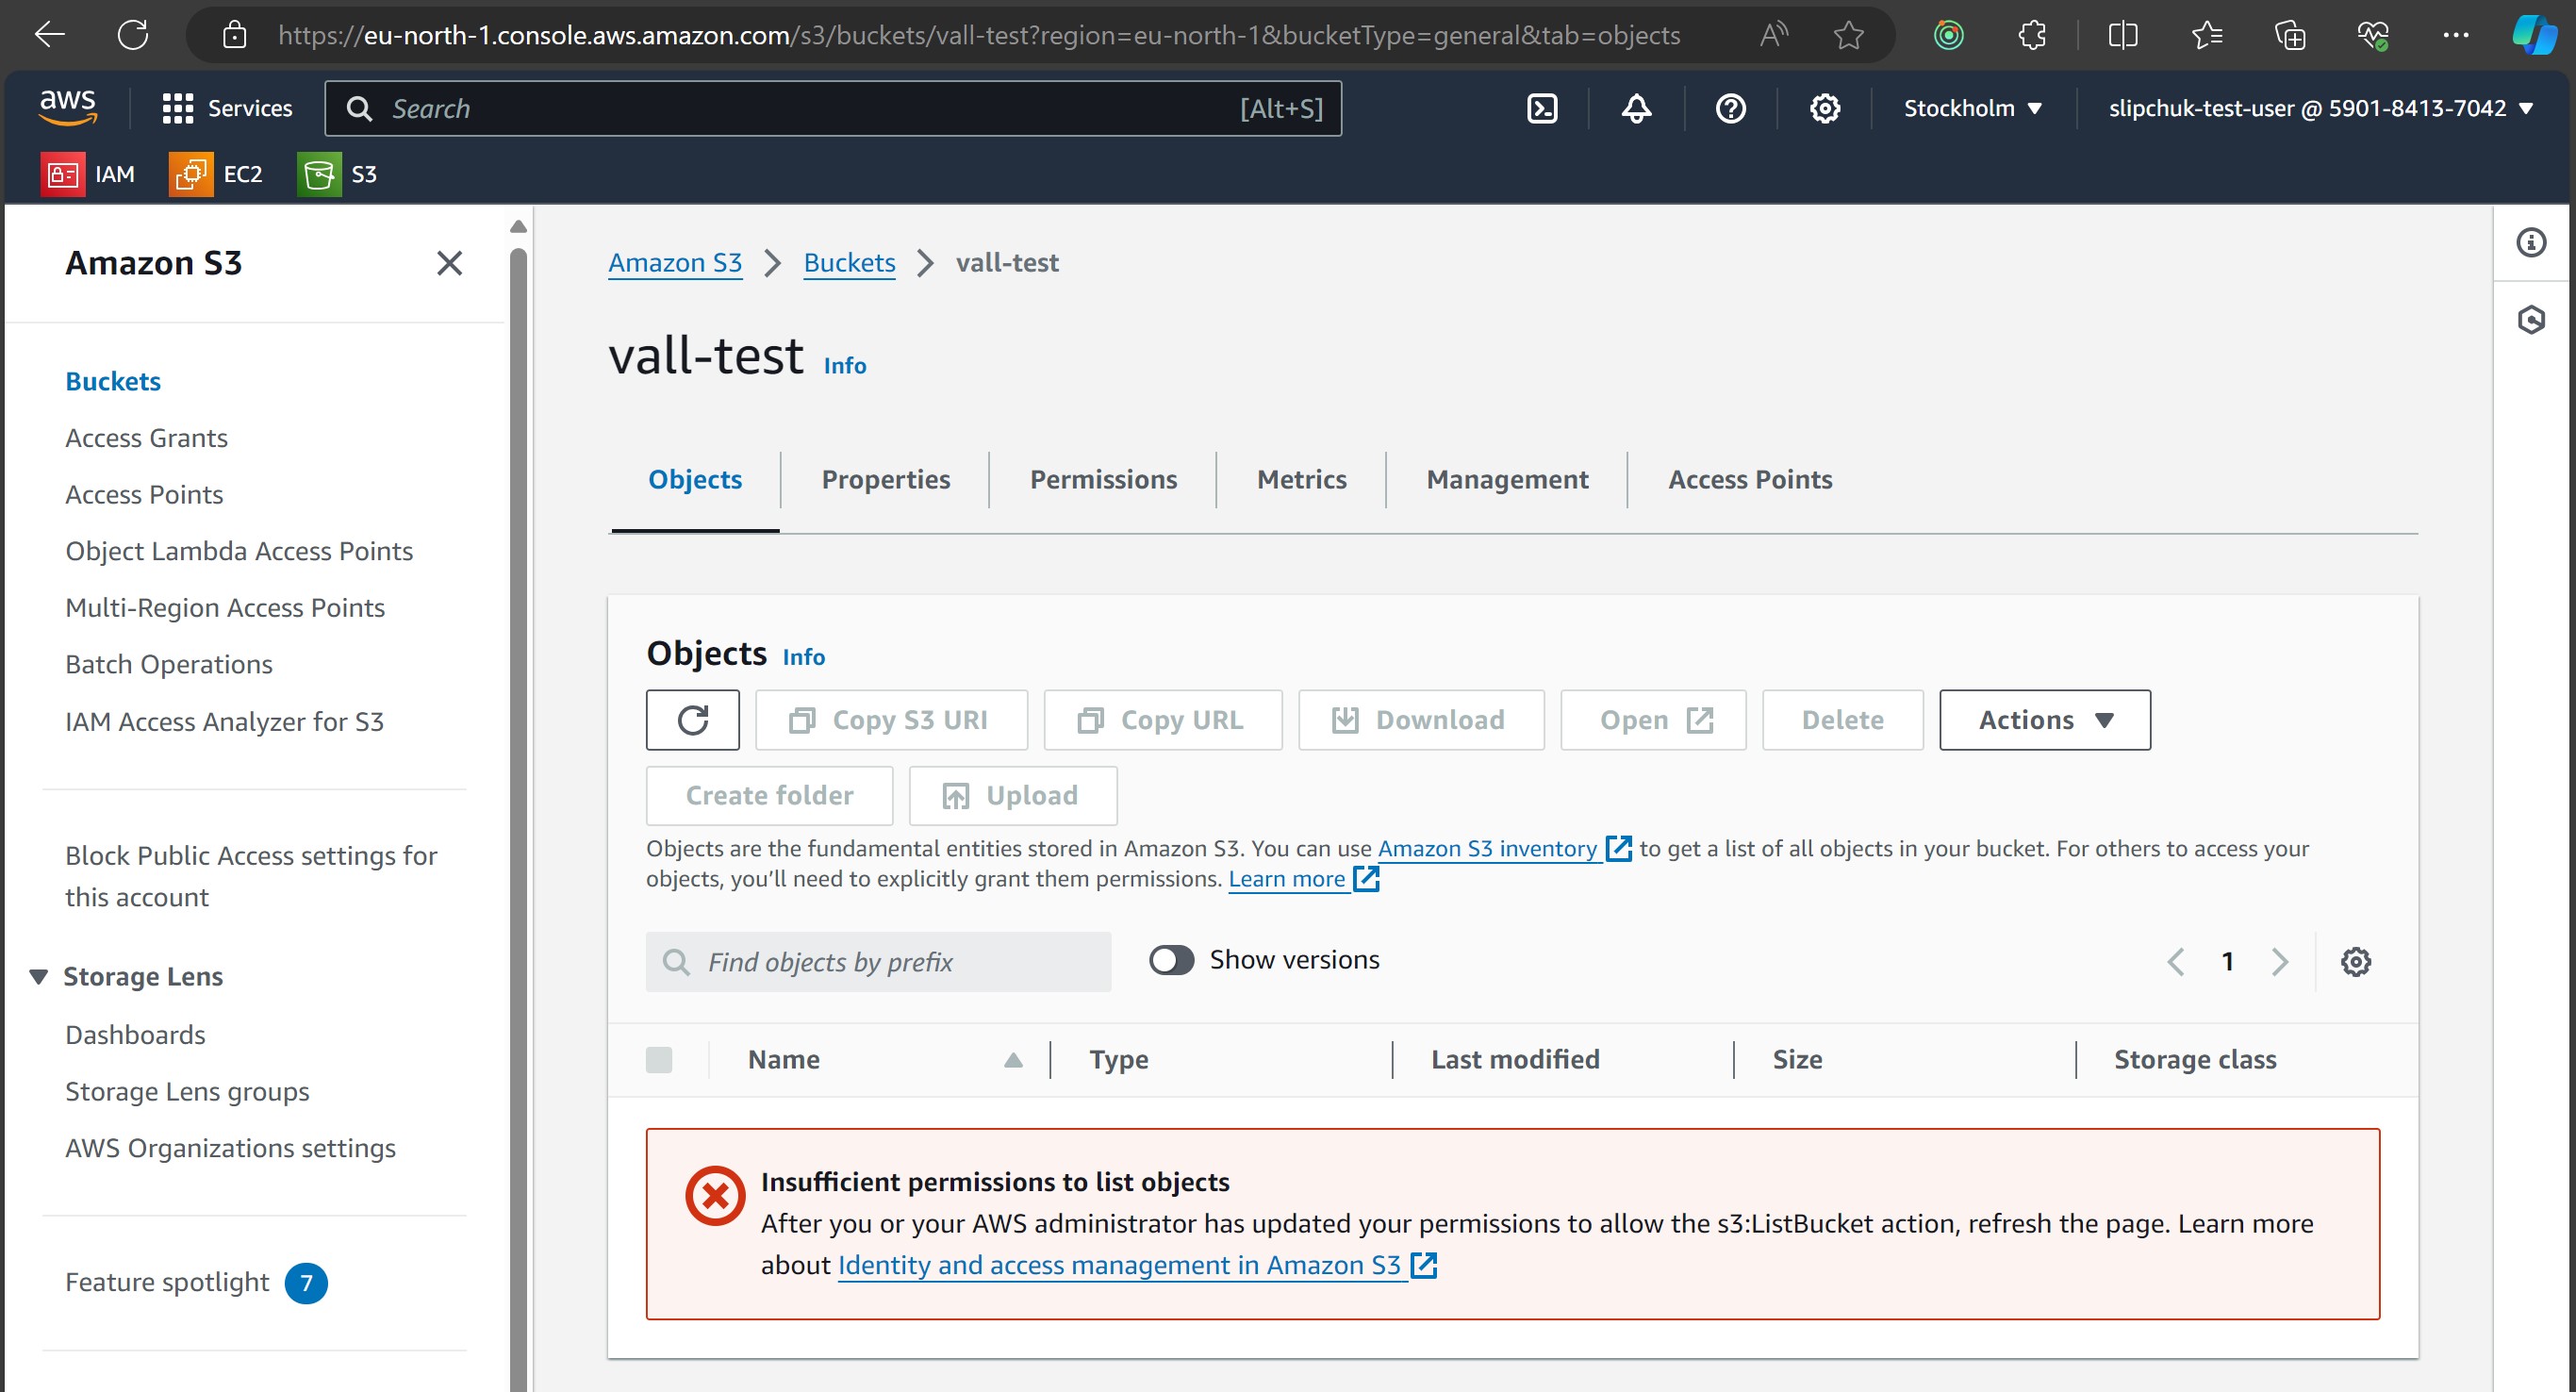 https://eu-north-1.console.aws.amazon.com/s3/buckets/vall-test?region=eu-north-1&bucketType=general&tab=objects
aws
Services
Search
[Alt+S]
Stockholm
slipchuk-test-user @ 5901-8413-7042
IAM
EC2
S3
Amazon S3
Buckets
Access Grants
Access Points
Object Lambda Access Points
Multi-Region Access Points
Batch Operations
IAM Access Analyzer for S3
Block Public Access settings for
this account
Storage Lens
Dashboards
Storage Lens groups
AWS Organizations settings
Feature spotlight 7
Amazon S3 > Buckets > vall-test
vall-test Info
Objects
Properties
Permissions
Metrics
Management
Access Points
Objects Info
Copy S3 URI
Copy URL
Download
Open
Delete
Actions
Create folder
Upload
Objects are the fundamental entities stored in Amazon S3. You can use Amazon S3 inventory to get a list of all objects in your bucket. For others to access your
objects, you'll need to explicitly grant them permissions. Learn more
Find objects by prefix
Show versions
1
Name
Type
Last modified
Size
Storage class
Insufficient permissions to list objects
After you or your AWS administrator has updated your permissions to allow the s3:ListBucket action, refresh the page. Learn more
about Identity and access management in Amazon S3